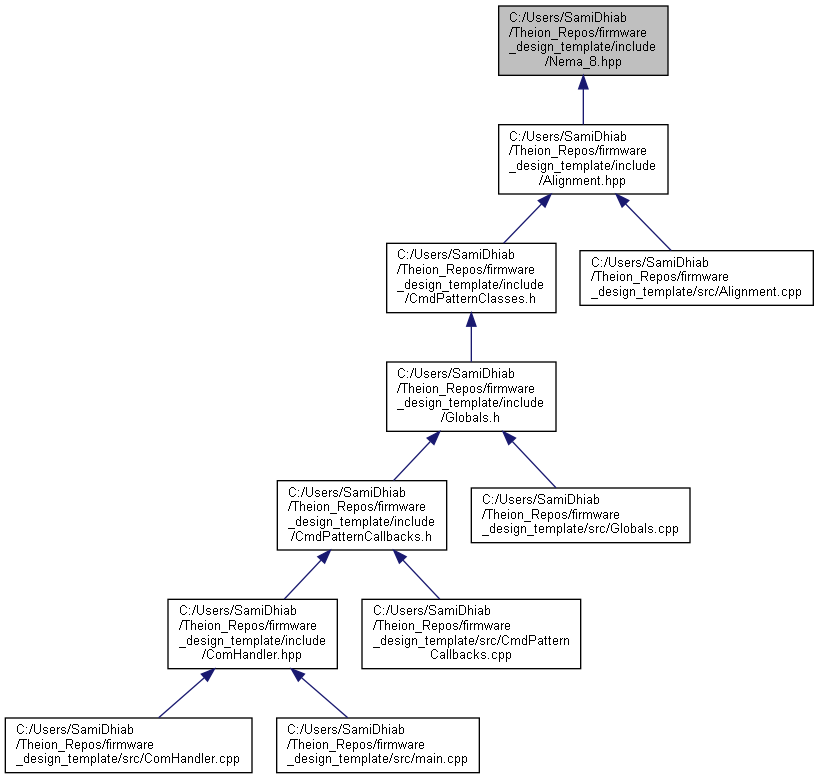 C:/Users/SamiDhiab
/Theion_Repos/firmware
_design_template/include
/Nema_8.hpp
C:/Users/SamiDhiab
/Theion_Repos/firmware
_design_template/include
/Alignment.hpp
C:/Users/SamiDhiab
/Theion_Repos/firmware
_design_template/include
/CmdPatternClasses.h
C:/Users/SamiDhiab
/Theion_Repos/firmware
_design_template/src/Alignment.cpp
C:/Users/SamiDhiab
/Theion_Repos/firmware
_design_template/include
/Globals.h
C:/Users/SamiDhiab
/Theion_Repos/firmware
_design_template/include
/CmdPatternCallbacks.h
C:/Users/SamiDhiab
/Theion_Repos/firmware
_design_template/src/Globals.cpp
C:/Users/SamiDhiab
/Theion_Repos/firmware
_design_template/include
/ComHandler.hpp
C:/Users/SamiDhiab
/Theion_Repos/firmware
_design_template/src/CmdPattern
Callbacks.cpp
C:/Users/SamiDhiab
/Theion_Repos/firmware
_design_template/src/ComHandler.cpp
C:/Users/SamiDhiab
/Theion_Repos/firmware
_design_template/src/main.cpp